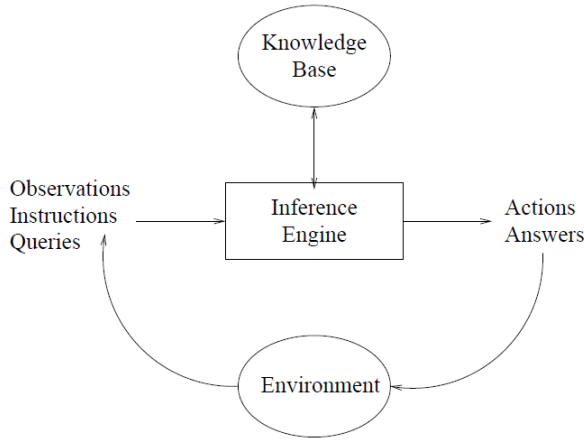 Knowledge
Base
Observations
Instructions
Queries
Inference
Engine
Actions
Answers
Environment